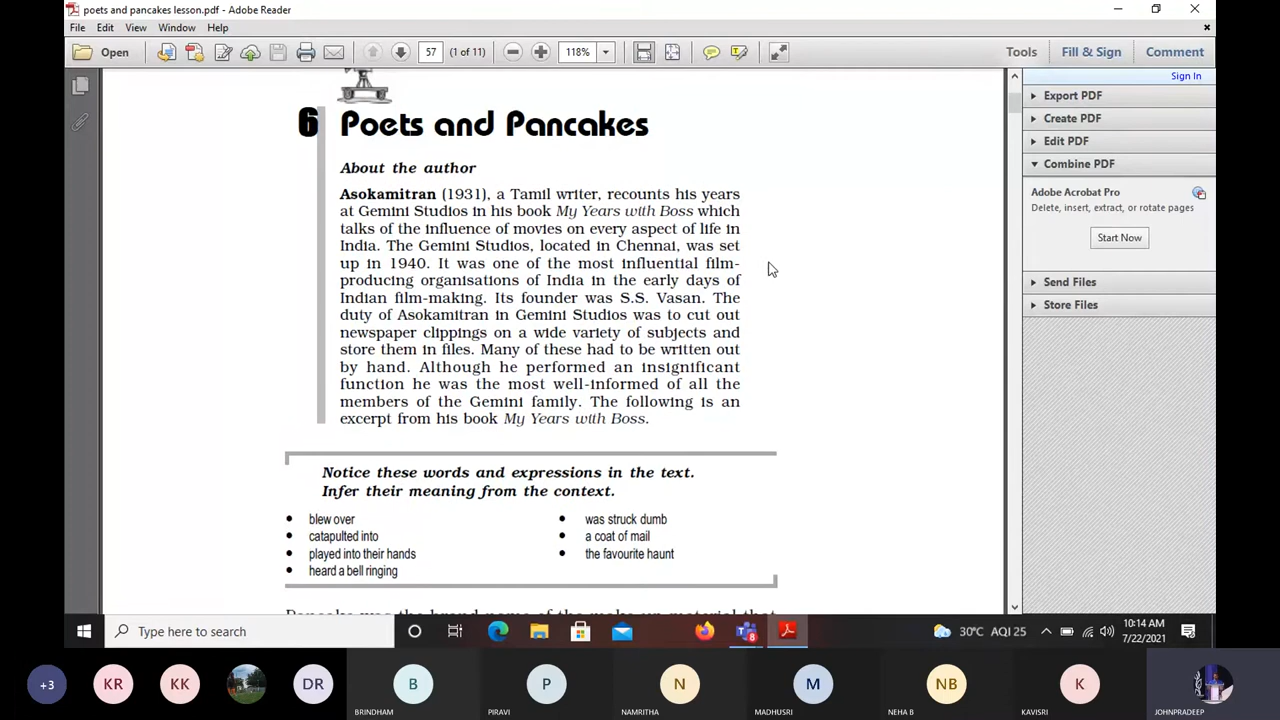 poets and pancakes lesson.pdf - Adobe Reader
File Edit View Window Help
Open 57 (1 of 11) 118% Tools Fill & Sign Comment
Sign In
Export PDF
Create PDF
Edit PDF
Combine PDF
Adobe Acrobat Pro
Delete, insert, extract, or rotate pages
Start Now
Send Files
Store Files
6 Poets and Pancakes
About the author
Asokamitran (1931), a Tamil writer, recounts his years
at Gemini Studios in his book My Years with Boss which
talks of the influence of movies on every aspect of life in
India. The Gemini Studios, located in Chennai, was set
up in 1940. It was one of the most influential film-
producing organisations of India in the early days of
Indian film-making. Its founder was S.S. Vasan. The
duty of Asokamitran in Gemini Studios was to cut out
newspaper clippings on a wide variety of subjects and
store them in files. Many of these had to be written out
by hand. Although he performed an insignificant
function he was the most well-informed of all the
members of the Gemini family. The following is an
excerpt from his book My Years with Boss.
Notice these words and expressions in the text.
Infer their meaning from the context.
blew over
catapulted into
played into their hands
heard a bell ringing
was struck dumb
a coat of mail
the favourite haunt
Pancake was the brand name of the make-up material that
Type here to search
8
30°C AQI 25
10:14 AM
7/22/2021
+3 KR KK DR B P N M NB K
BRINDHAM PIRAVI NAMRITHA MADHUSRI NEHA B KAVISRI JOHNPRADEEP